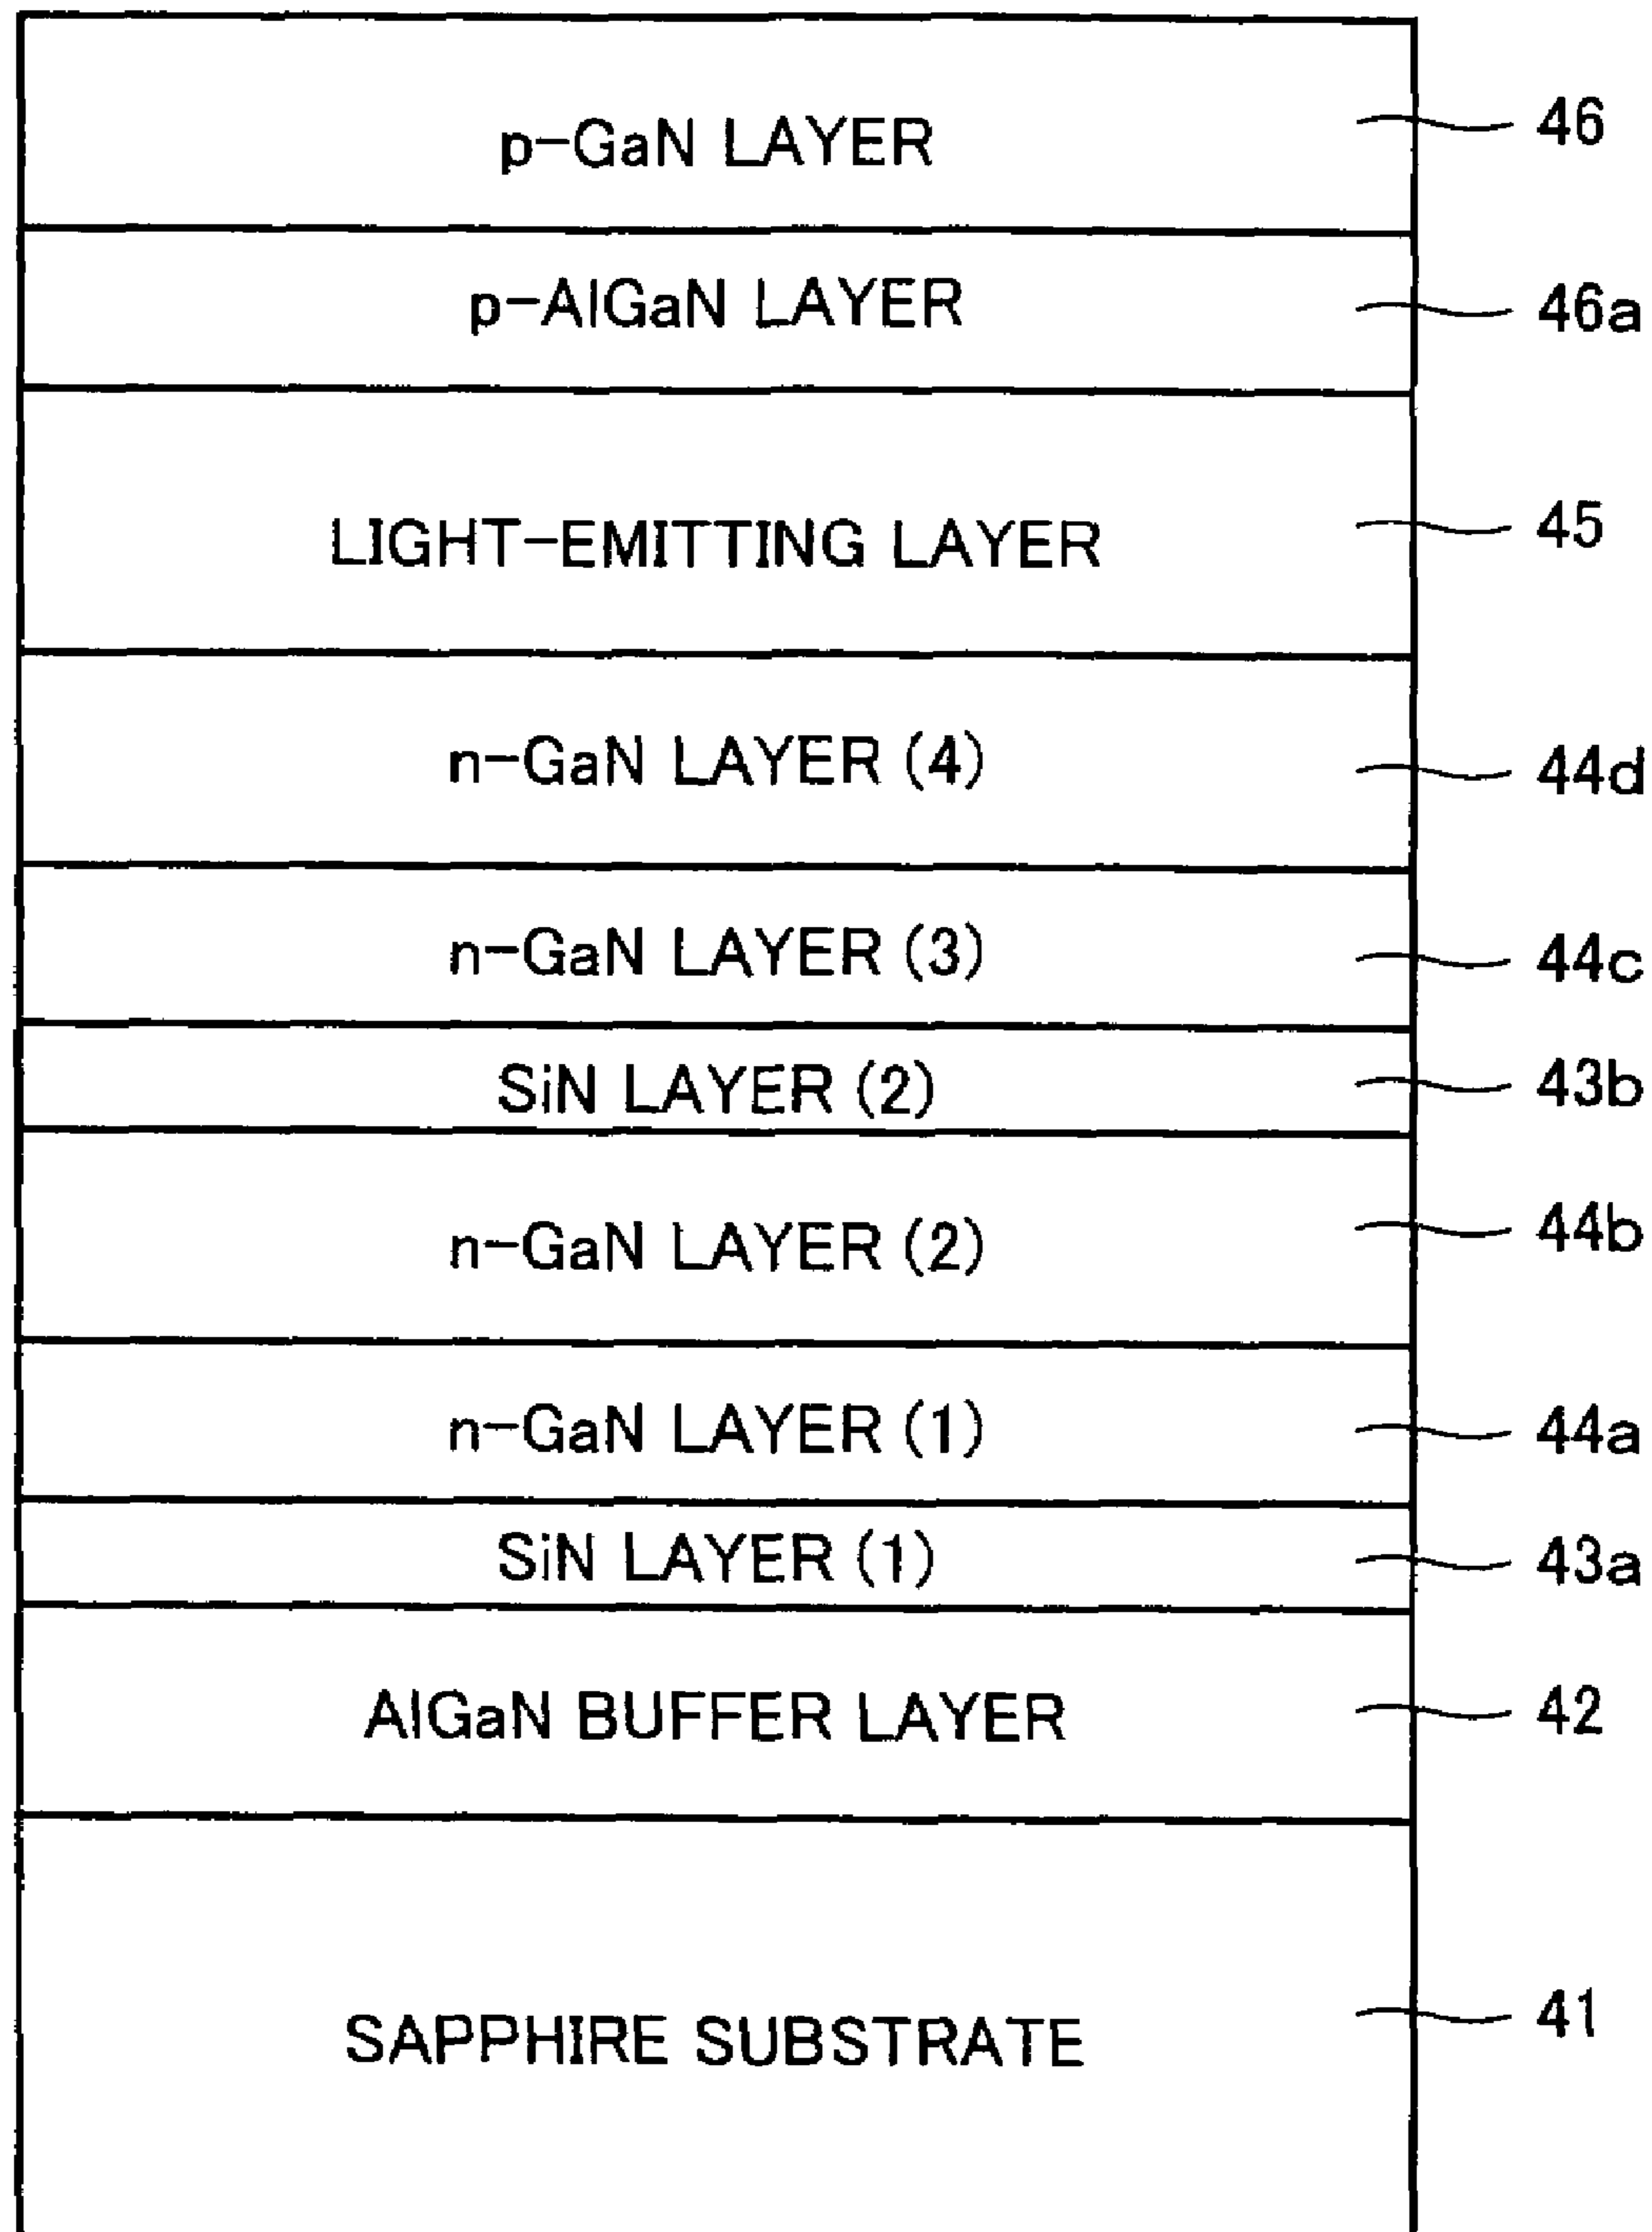 p-GaN LAYER 46
p-AlGaN LAYER 46a
LIGHT-EMITTING LAYER 45
n-GaN LAYER (4) 44d
n-GaN LAYER (3) 44c
SiN LAYER (2) 43b
n-GaN LAYER (2) 44b
n-GaN LAYER (1) 44a
SiN LAYER (1) 43a
AlGaN BUFFER LAYER 42
SAPPHIRE SUBSTRATE 41